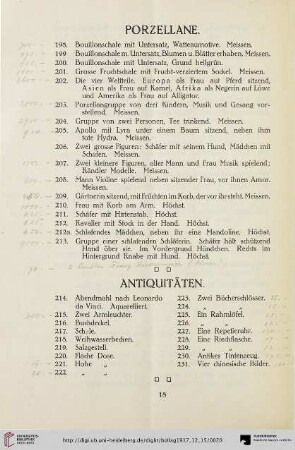 PORZELLANE.
198. Bouillonschale mit Untersatz, Watteaumotive. Meissen.
199. Bouillonschale m. Untersatz, Blumen u. Blätter erhaben. Meissen.
200. Bouillonschale mit Untersatz, Grund hellgrün.
201. Grosse Fruchtschale mit Frucht-verziertem Sockel. Meissen.
202. Die vier Weltteile. Europa als Frau auf Pferd sitzend,
Asien als Frau auf Kamel, Afrika als Negerin auf Löwe
und Amerika als Frau auf Alligator.
203. Porzellangruppe von drei Kindern, Musik und Gesang vor-
stellend. Meissen.
204. Gruppe von zwei Personen, Tee trinkend. Meissen.
205. Apollo mit Lyra unter einem Baum sitzend, neben ihm
tote Hydra. Meissen.
206. Zwei grosse Figuren: Schäfer mit seinem Hund, Mädchen mit
Schafen. Meissen.
207. Zwei kleinere Figuren, alter Mann und Frau Musik spielend;
Kändler Modelle. Meissen.
208. Mann Violine spielend neben sitzender Frau, vor ihnen Amor.
Meissen.
209. Gärtnerin sitzend, mit Früchten im Korb, der vor ihr steht. Meissen.
210. Frau mit Korb am Arm. Höchst.
211. Schäfer mit Hirtenstab. Höchst.
212. Kavalier mit Stock in der Hand. Höchst.
212a. Schlafendes Mädchen, neben ihr eine Mandoline. Höchst.
213. Gruppe einer schlafenden Schläferin. Schäfer hält schützend
Hand über sie. Im Vordergrund Hündchen. Rechts im
Hintergrund Knabe mit Hund. Höchst.
ANTIQUITÄTEN.
214. Abendmahl nach Leonardo
da Vinci. Aquarelliert.
215. Zwei Armleuchter.
216. Buchdeckel.
217. Schale.
218. Weihwasserbecken.
219. Salzgestell.
220. Flache Dose.
221. Hohe „
222. „ „
223. Zwei Bücherschlösser.
224. „ „
225. Ein Rahmlöfel.
226. „ „
227. Eine Repetieruhr.
228. Eine Riechflasche.
229. „ „
230. Antikes Tintenzeug.
231. Vier chinesische Bilder.
15
http://digi.ub.uni-heidelberg.de/diglit/bollag1917_12_15/0020